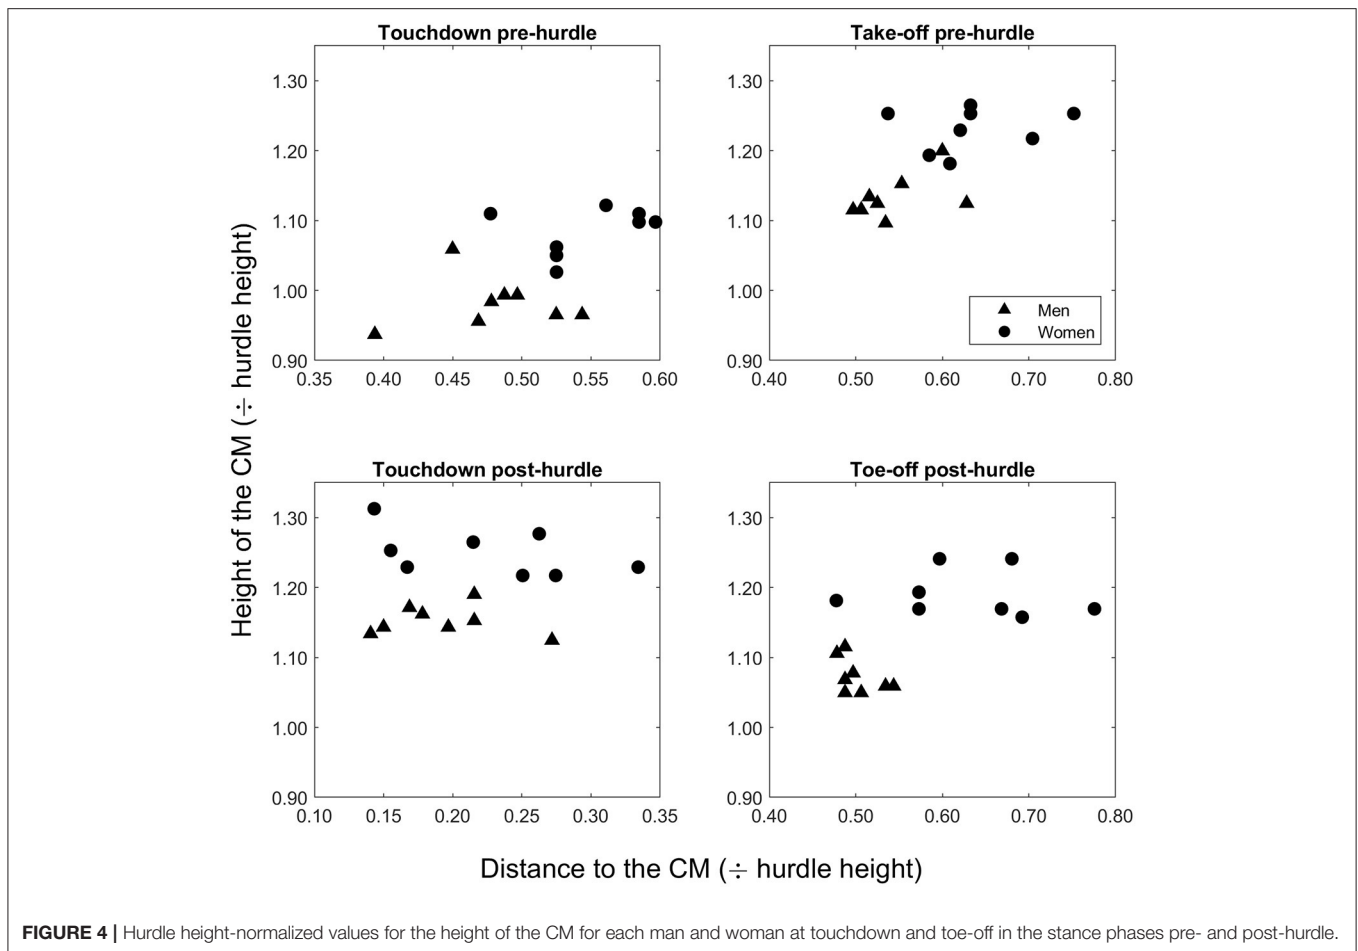 Touchdown pre-hurdle
1.30
1.20
1.10
1.00
0.90
0.35 0.40 0.45 0.50 0.55 0.60
Take-off pre-hurdle
1.30
1.20
1.10
1.00
0.90
0.40 0.50 0.60 0.70 0.80
Men
Women
Height of the CM (÷ hurdle height)
Touchdown post-hurdle
1.30
1.20
1.10
1.00
0.90
0.10 0.15 0.20 0.25 0.30 0.35
Toe-off post-hurdle
1.30
1.20
1.10
1.00
0.90
0.40 0.50 0.60 0.70 0.80
Distance to the CM (÷ hurdle height)
FIGURE 4 | Hurdle height-normalized values for the height of the CM for each man and woman at touchdown and toe-off in the stance phases pre- and post-hurdle.